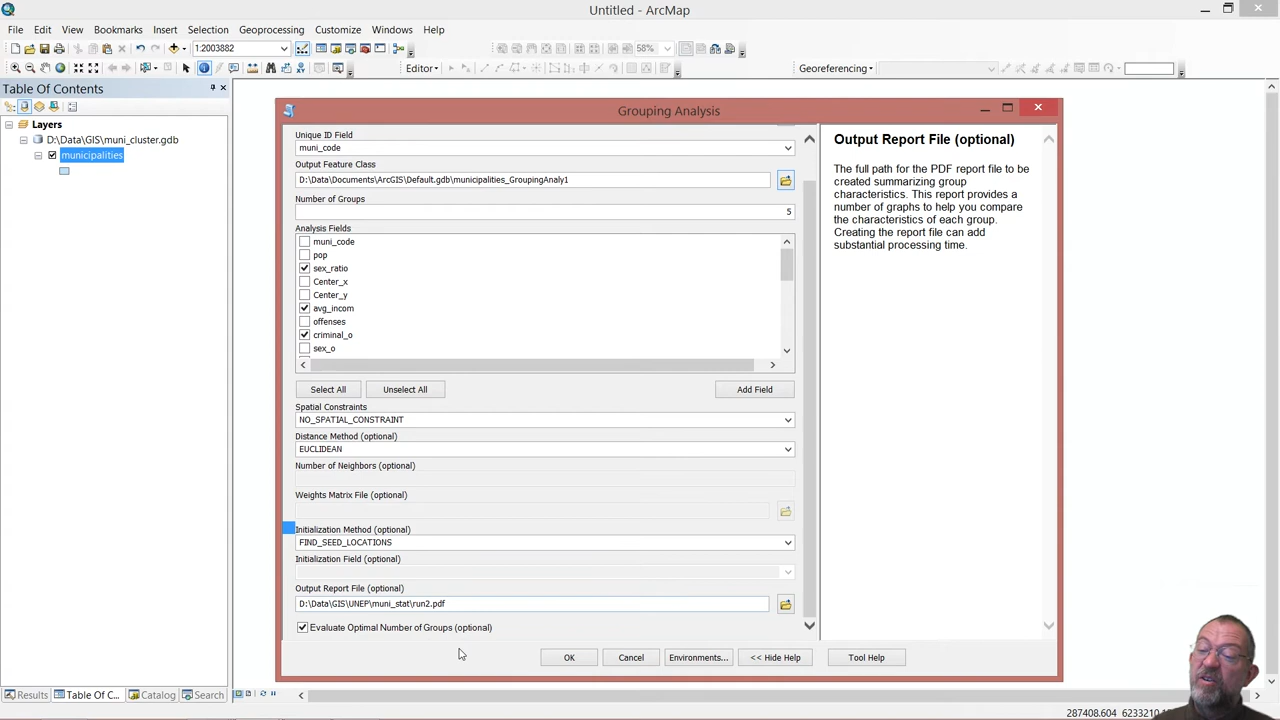 Untitled - ArcMap
File Edit View Bookmarks Insert Selection Geoprocessing Customize Windows Help
1:2003882
58%
Editor
Georeferencing
Table Of Contents
Layers
D:\Data\GIS\muni_cluster.gdb
municipalities
Grouping Analysis
Unique ID Field
muni_code
Output Feature Class
D:\Data\Documents\ArcGIS\Default.gdb\municipalities_GroupingAnaly1
Number of Groups
5
Analysis Fields
muni_code
pop
sex_ratio
Center_x
Center_y
avg_incom
offenses
criminal_o
sex_o
Select All Unselect All Add Field
Spatial Constraints
NO_SPATIAL_CONSTRAINT
Distance Method (optional)
EUCLIDEAN
Number of Neighbors (optional)
Weights Matrix File (optional)
Initialization Method (optional)
FIND_SEED_LOCATIONS
Initialization Field (optional)
Output Report File (optional)
D:\Data\GIS\UNEP\muni_stat\run2.pdf
Evaluate Optimal Number of Groups (optional)
OK Cancel Environments... << Hide Help Tool Help
Output Report File (optional)
The full path for the PDF report file to be
created summarizing group
characteristics. This report provides a
number of graphs to help you compare
the characteristics of each group.
Creating the report file can add
substantial processing time.
Results Table Of C... Catalog Search
287408.604